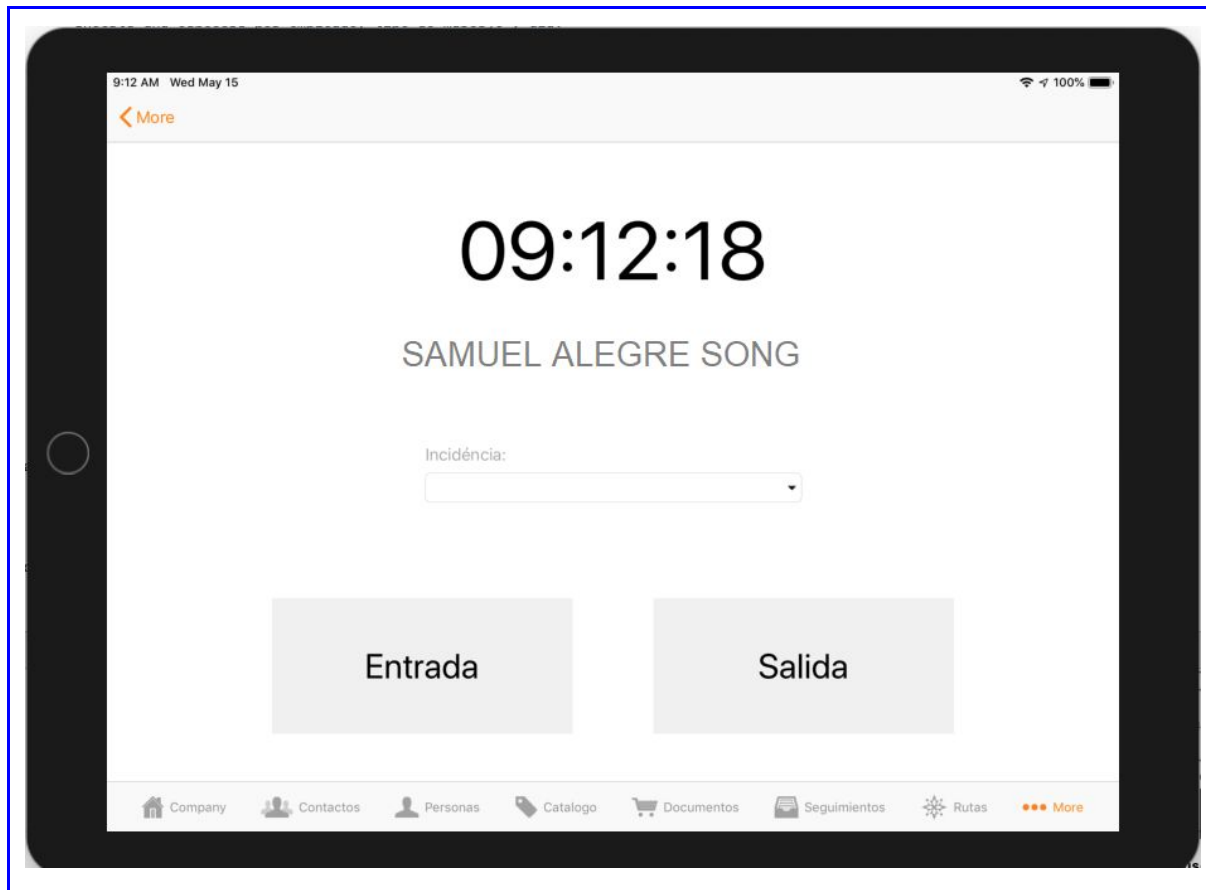 9:12 AM Wed May 15 100%
More
09:12:18
SAMUEL ALEGRE SONG
Incidéncia:
Entrada Salida
Company Contactos Personas Catalogo Documentos Seguimientos Rutas More